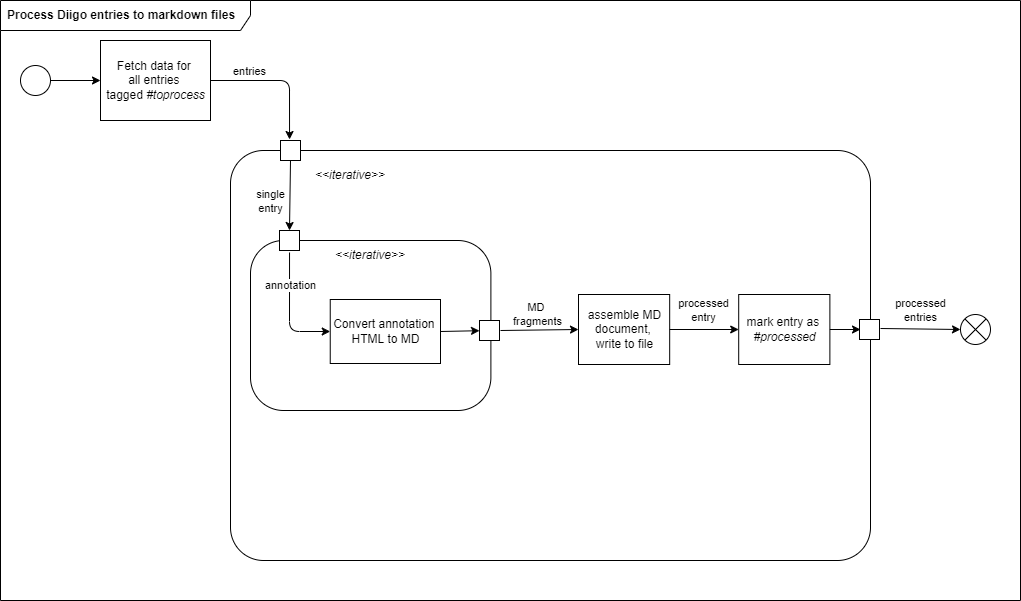 Process Diigo entries to markdown files
Fetch data for
all entries
tagged #toprocess
entries
<<iterative>>
single
entry
<<iterative>>
annotation
Convert annotation
HTML to MD
MD
fragments
assemble MD
document,
write to file
processed
entry
mark entry as
#processed
processed
entries